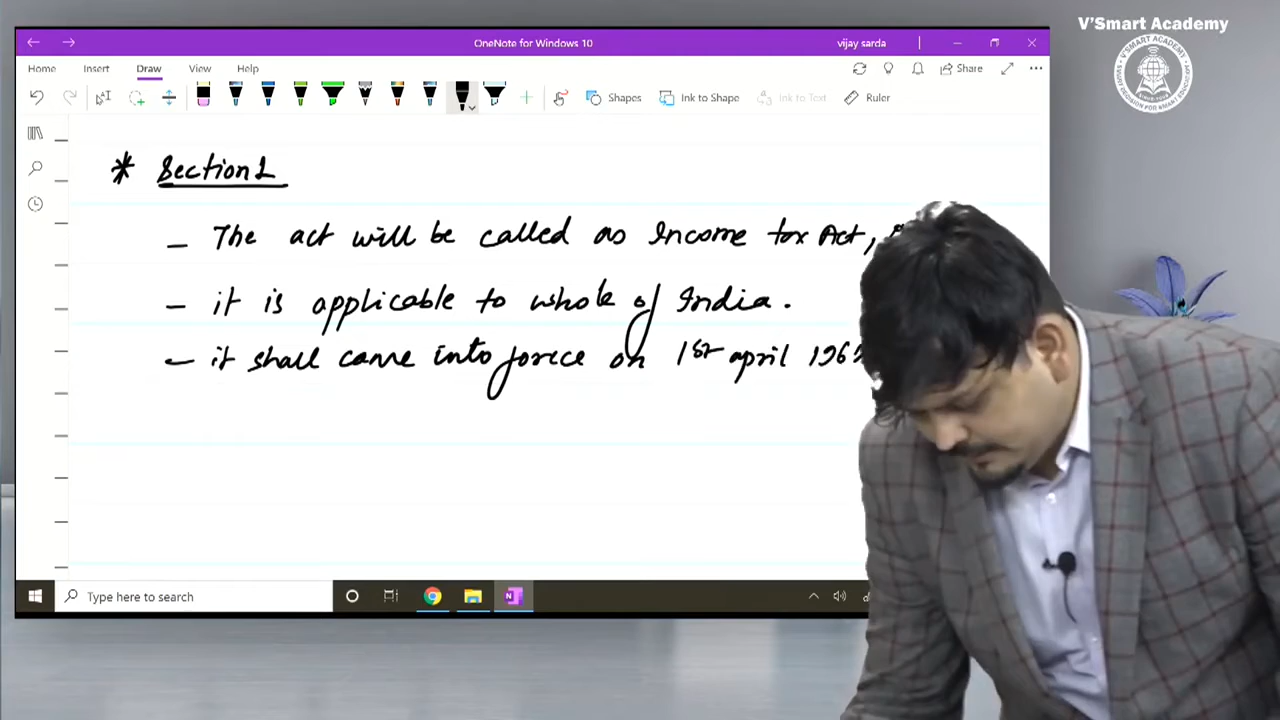 V'Smart Academy
OneNote for Windows 10
vijay sarda
Home Insert Draw View Help
Share
Shapes
Ink to Shape
Ink to Text
Ruler
* Section 1
- The act will be called as Income tax Act,
- it is applicable to whole of India.
- it shall come into force on 1st april
Type here to search